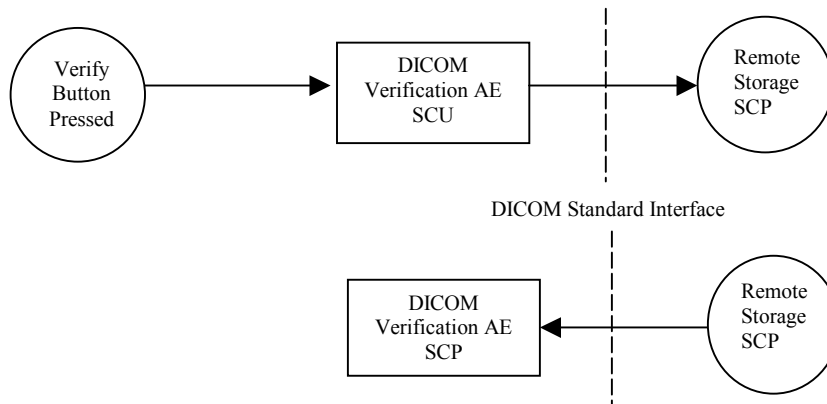 Verify
Button
Pressed
DICOM
Verification AE
SCU
Remote
Storage
SCP
DICOM Standard Interface
DICOM
Verification AE
SCP
Remote
Storage
SCP